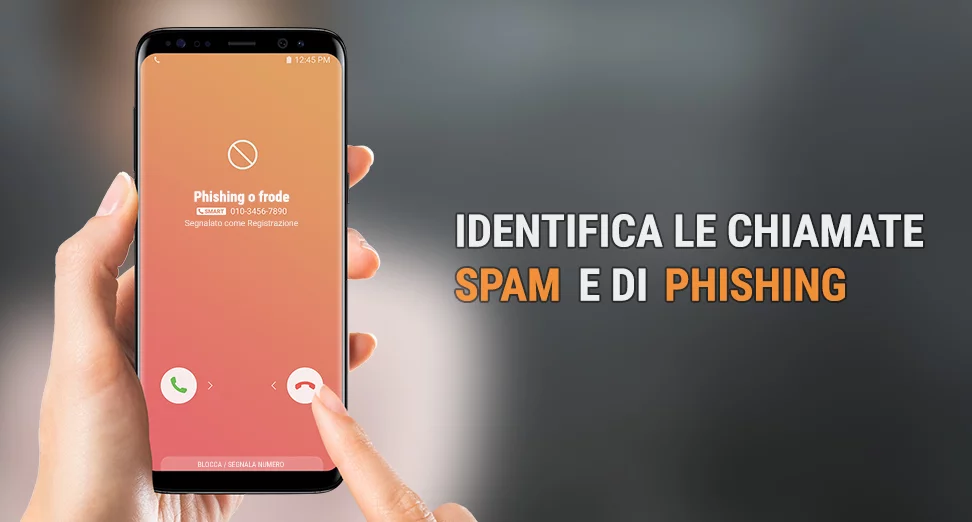 12:45 PM
Phishing o frode
SMART 010-3456-7890
Segnalato come Registrazione
BLOCCA / SEGNALA NUMERO
IDENTIFICA LE CHIAMATE
SPAM E DI PHISHING